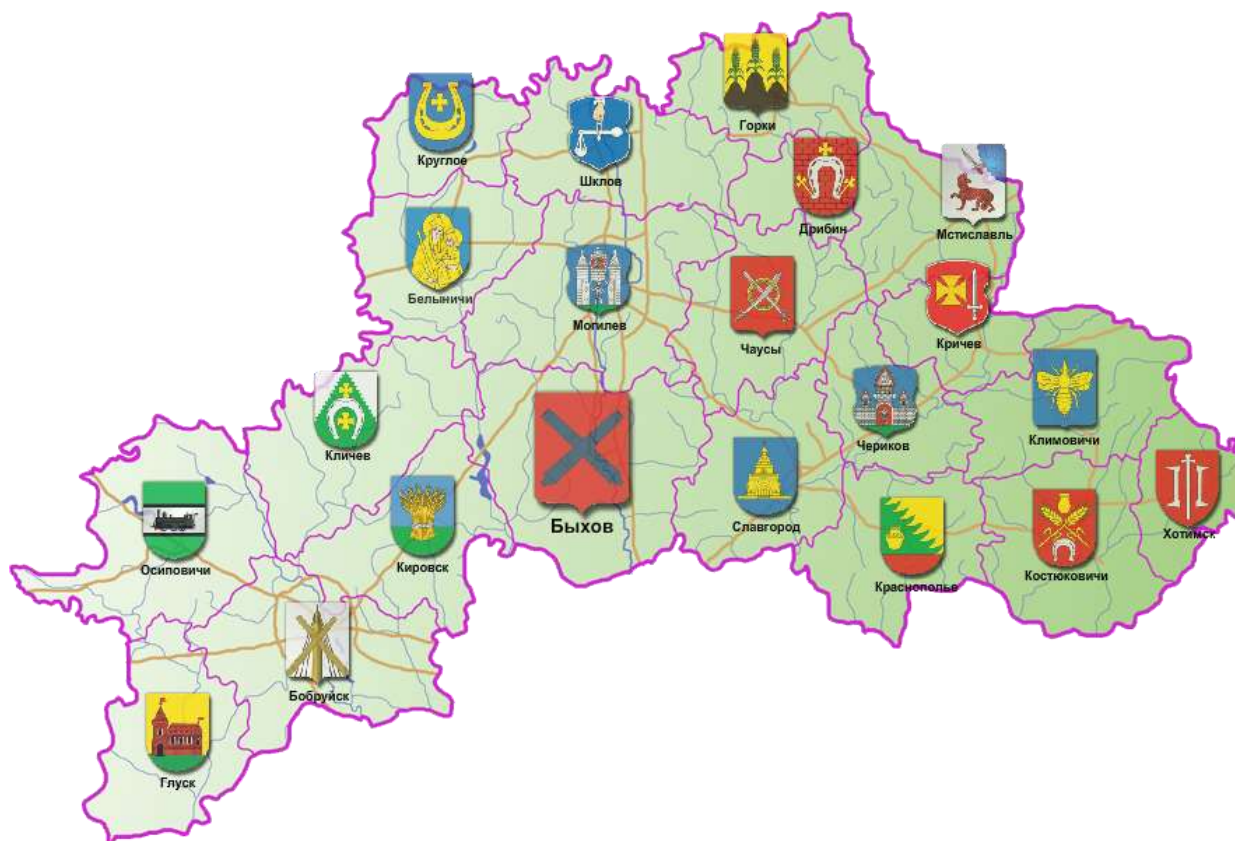 Горки
Круглое
Шклов
Дрибин
Мстиславль
Белыничи
Могилев
Чаусы
Кричев
Кличев
Чериков
Климовичи
Быхов
Славгород
Хотимск
Осиповичи
Кировск
Краснополье
Костюковичи
Бобруйск
Глуск